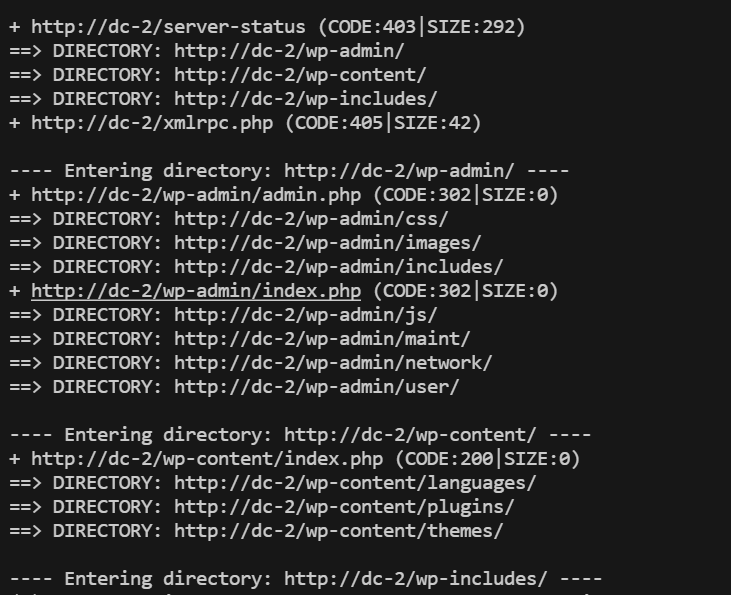 + http://dc-2/server-status (CODE:403|SIZE:292)
==> DIRECTORY: http://dc-2/wp-admin/
==> DIRECTORY: http://dc-2/wp-content/
==> DIRECTORY: http://dc-2/wp-includes/
+ http://dc-2/xmlrpc.php (CODE:405|SIZE:42)

---- Entering directory: http://dc-2/wp-admin/ ----
+ http://dc-2/wp-admin/admin.php (CODE:302|SIZE:0)
==> DIRECTORY: http://dc-2/wp-admin/css/
==> DIRECTORY: http://dc-2/wp-admin/images/
==> DIRECTORY: http://dc-2/wp-admin/includes/
+ http://dc-2/wp-admin/index.php (CODE:302|SIZE:0)
==> DIRECTORY: http://dc-2/wp-admin/js/
==> DIRECTORY: http://dc-2/wp-admin/maint/
==> DIRECTORY: http://dc-2/wp-admin/network/
==> DIRECTORY: http://dc-2/wp-admin/user/

---- Entering directory: http://dc-2/wp-content/ ----
+ http://dc-2/wp-content/index.php (CODE:200|SIZE:0)
==> DIRECTORY: http://dc-2/wp-content/languages/
==> DIRECTORY: http://dc-2/wp-content/plugins/
==> DIRECTORY: http://dc-2/wp-content/themes/

---- Entering directory: http://dc-2/wp-includes/ ----